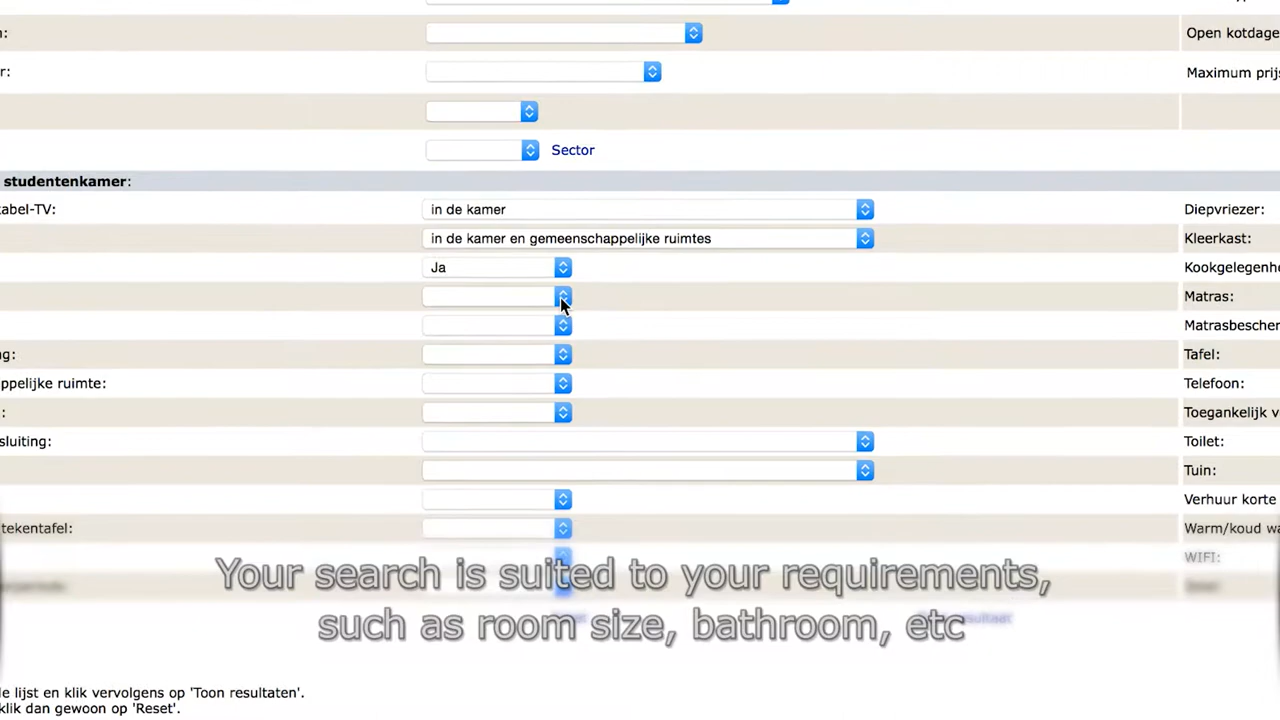 n:
Open kotdage
r:
Maximum prijs
Sector
studentenkamer:
kabel-TV:
in de kamer
Diepvriezer:
in de kamer en gemeenschappelijke ruimtes
Kleerkast:
Ja
Kookgelegenhe
Matras:
Matrasbescher
ng:
Tafel:
ppelijke ruimte:
Telefoon:
:
Toegankelijk v
sluiting:
Toilet:
Tuin:
Verhuur korte
tekentafel:
Warm/koud wa
WIFI:
Your search is suited to your requirements,
such as room size, bathroom, etc
le lijst en klik vervolgens op 'Toon resultaten'.
klik dan gewoon op 'Reset'.